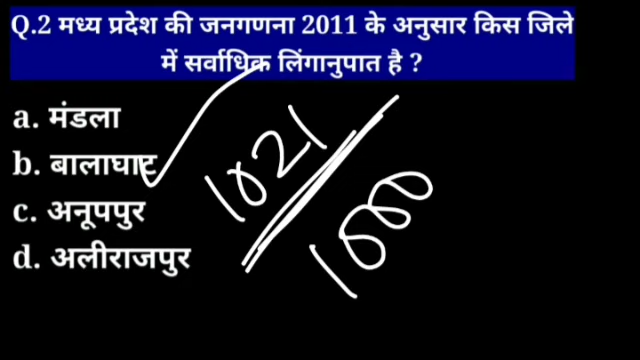 Q.2 मध्य प्रदेश की जनगणना 2011 के अनुसार किस जिले
में सर्वाधिक लिंगानुपात है ?
a. मंडला
b. बालाघाट
c. अनूपपुर
d. अलीराजपुर
1021
1000